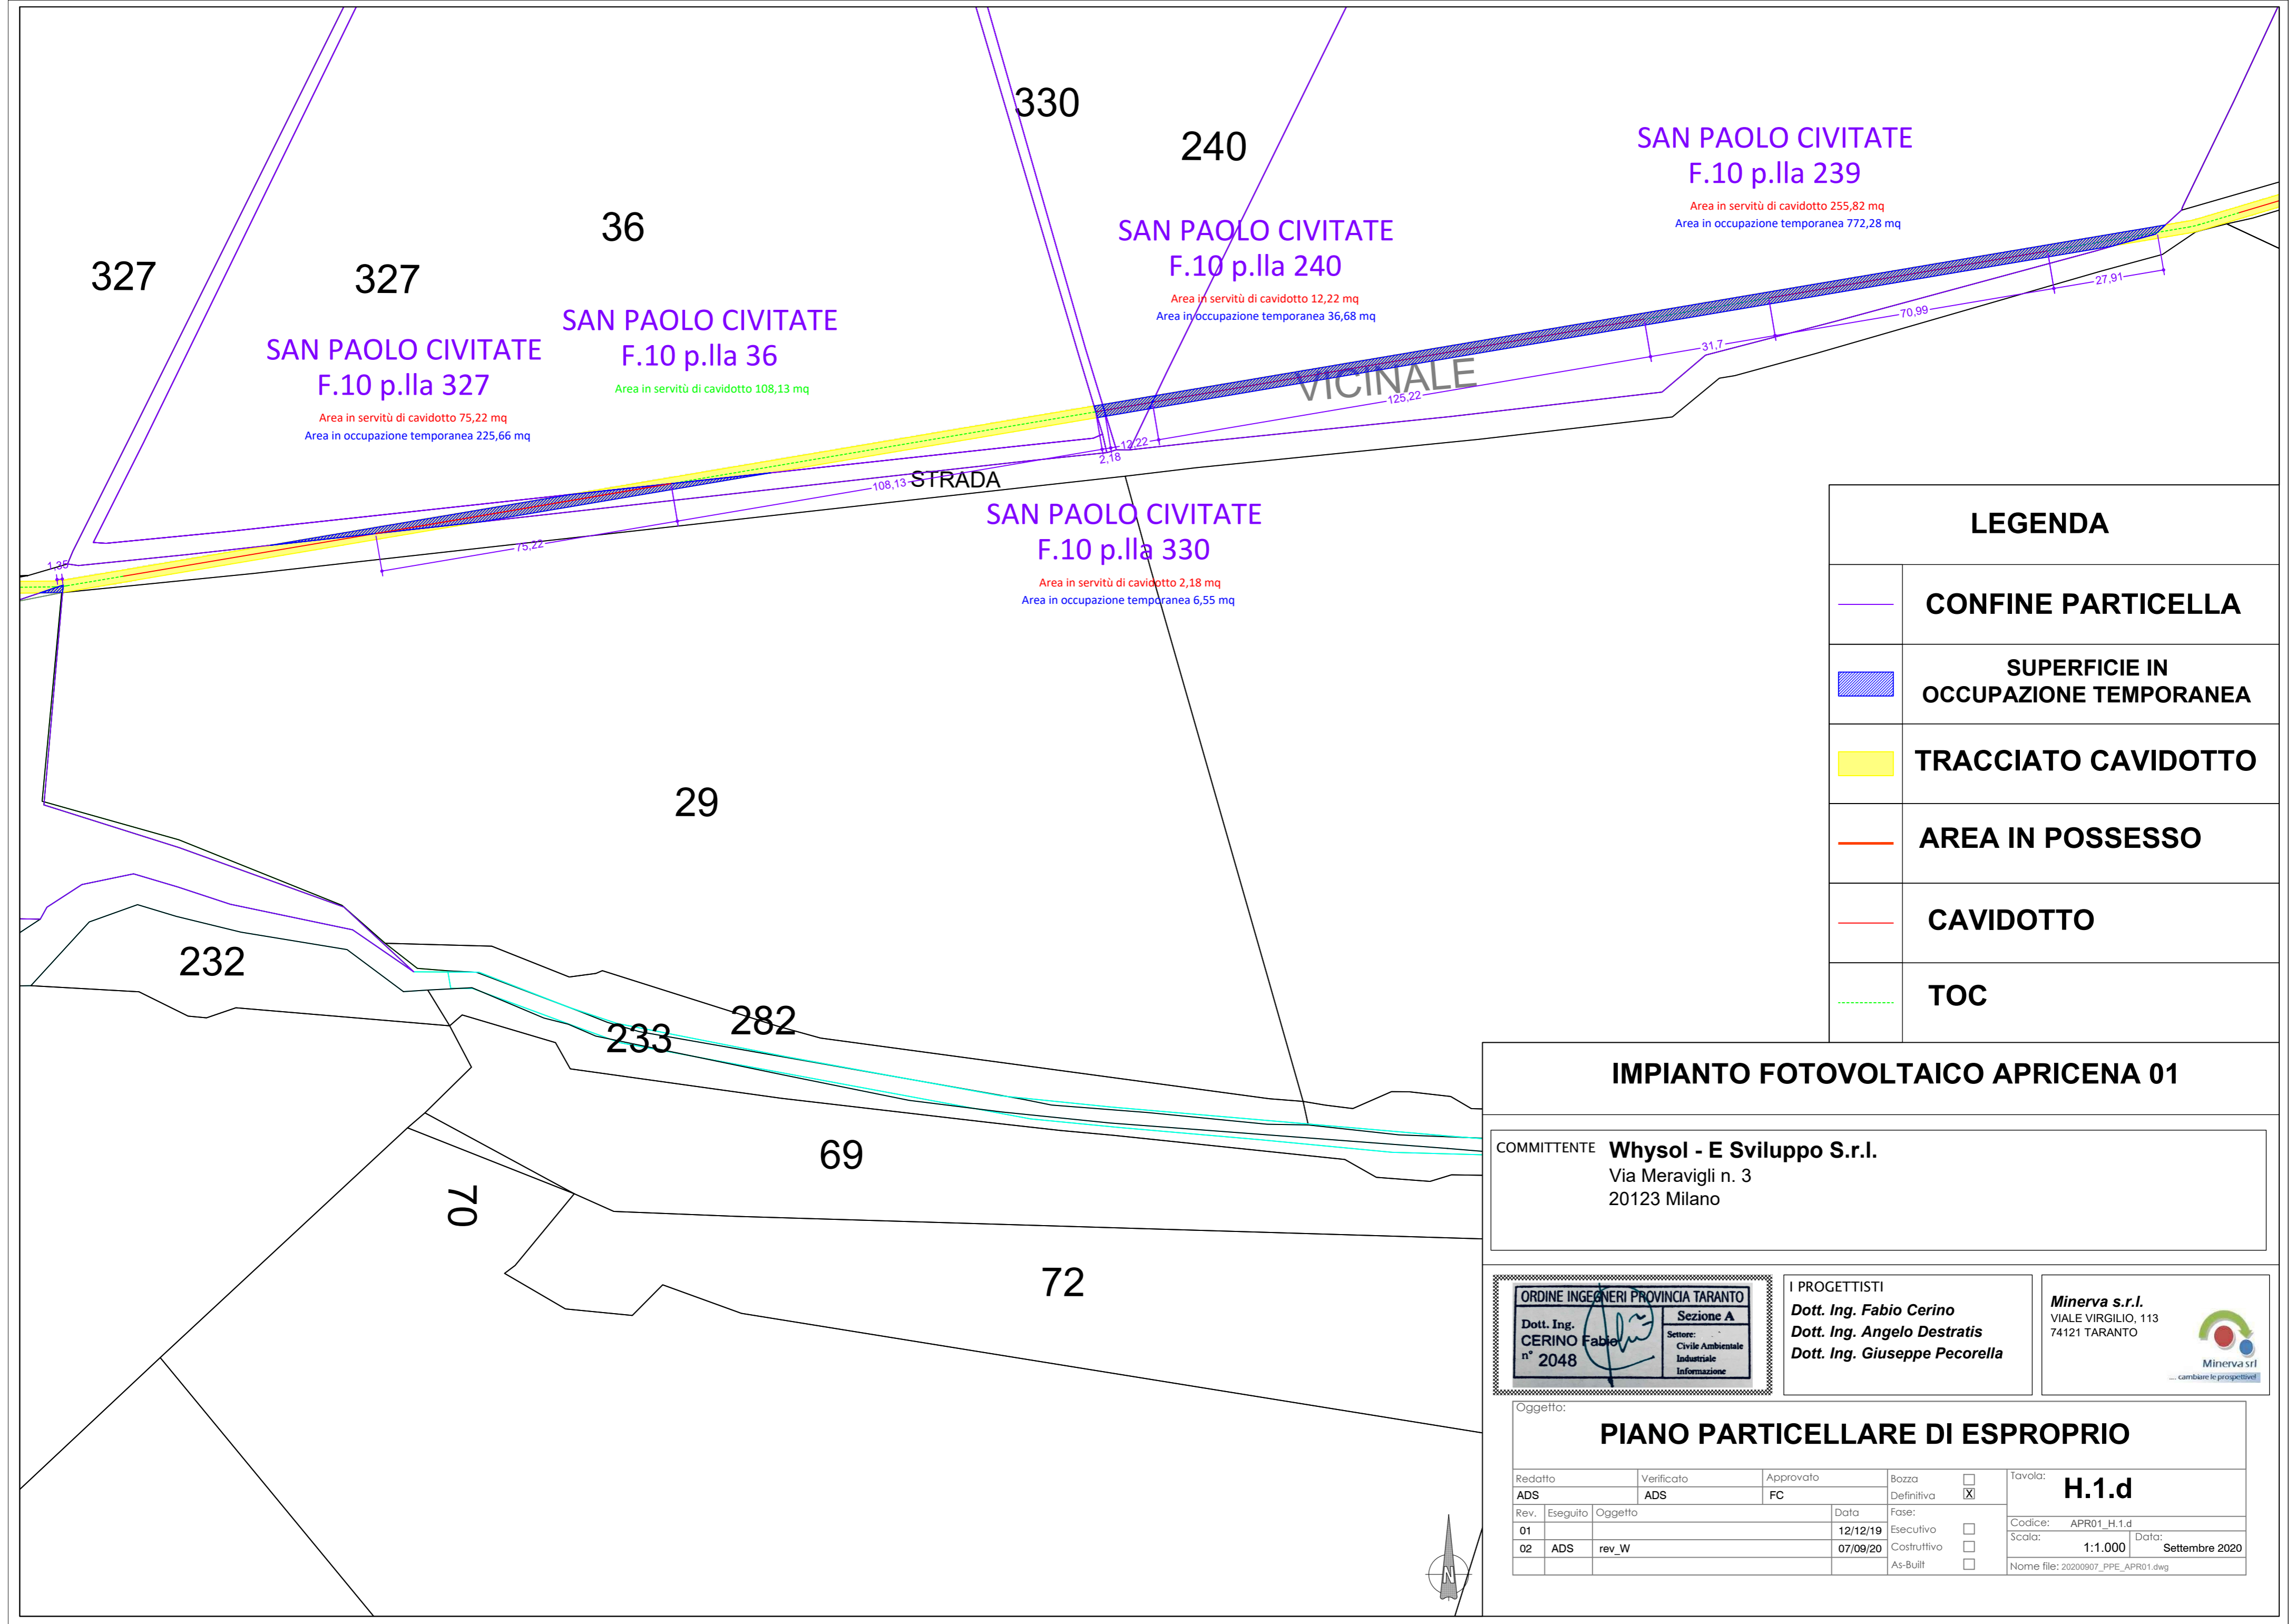 330
240
SAN PAOLO CIVITATE
F.10 p.lla 239
Area in servitù di cavidotto 255,82 mq
Area in occupazione temporanea 772,28 mq
36
SAN PAOLO CIVITATE
F.10 p.lla 240
Area in servitù di cavidotto 12,22 mq
Area in occupazione temporanea 36,68 mq
327
327
SAN PAOLO CIVITATE
F.10 p.lla 36
Area in servitù di cavidotto 108,13 mq
SAN PAOLO CIVITATE
F.10 p.lla 327
Area in servitù di cavidotto 75,22 mq
Area in occupazione temporanea 225,66 mq
27,91
70,99
31,7
VICINALE
125,22
12,22
2,18
108,13
STRADA
75,22
1,35
SAN PAOLO CIVITATE
F.10 p.lla 330
Area in servitù di cavidotto 2,18 mq
Area in occupazione temporanea 6,55 mq
29
232
282
233
69
70
72
LEGENDA
CONFINE PARTICELLA
SUPERFICIE IN
OCCUPAZIONE TEMPORANEA
TRACCIATO CAVIDOTTO
AREA IN POSSESSO
CAVIDOTTO
TOC
IMPIANTO FOTOVOLTAICO APRICENA 01
COMMITTENTE Whysol - E Sviluppo S.r.l.
Via Meravigli n. 3
20123 Milano
ORDINE INGEGNERI PROVINCIA TARANTO
Dott. Ing.
CERINO Fabio
n° 2048
Sezione A
Settore:
Civile Ambientale
Industriale
Informazione
I PROGETTISTI
Dott. Ing. Fabio Cerino
Dott. Ing. Angelo Destratis
Dott. Ing. Giuseppe Pecorella
Minerva s.r.l.
VIALE VIRGILIO, 113
74121 TARANTO
Minerva srl
.... cambiare le prospettive!
Oggetto:
PIANO PARTICELLARE DI ESPROPRIO
Redatto Verificato Approvato
ADS ADS FC
Rev. Eseguito Oggetto Data
01 12/12/19
02 ADS rev_W 07/09/20
Bozza
Definitiva X
Fase:
Esecutivo
Costruttivo
As-Built
Tavola: H.1.d
Codice: APR01_H.1.d
Scala: 1:1.000 Data: Settembre 2020
Nome file: 20200907_PPE_APR01.dwg
N